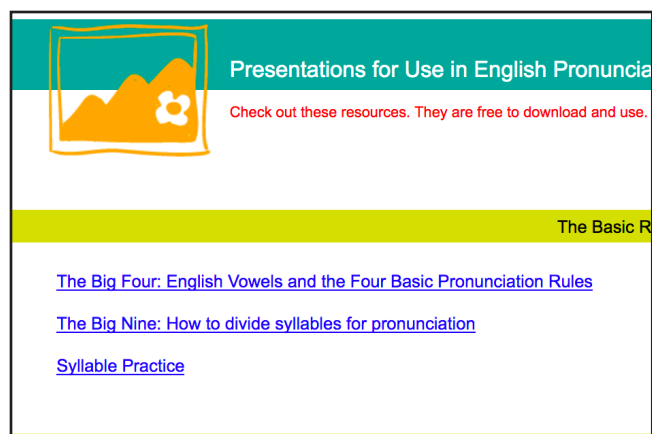 Presentations for Use in English
Check out these resources. They are free to download and use.
The Basic
The Big Four: English Vowels and the Four Basic Pronunciation Rules
The Big Nine: How to divide syllables for pronunciation
Syllable Practice